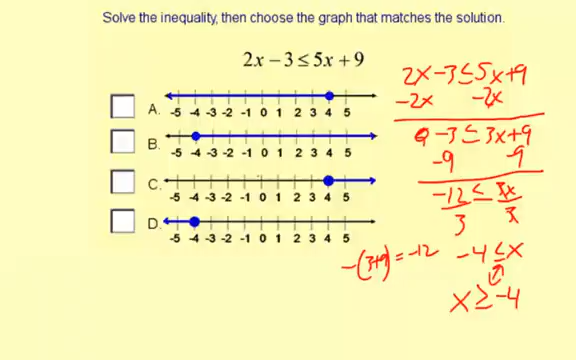 Solve the inequality, then choose the graph that matches the solution.
2x − 3 ≤ 5x + 9
A. -5 -4 -3 -2 -1 0 1 2 3 4 5
B. -5 -4 -3 -2 -1 0 1 2 3 4 5
C. -5 -4 -3 -2 -1 0 1 2 3 4 5
D. -5 -4 -3 -2 -1 0 1 2 3 4 5
2x -3 ≤ 5x+9
-2x -2x
0 -3 ≤ 3x+9
-9 -9
-12 ≤ 3x
3 3
-(3+9) = -12
-4 ≤ x
x ≥ -4